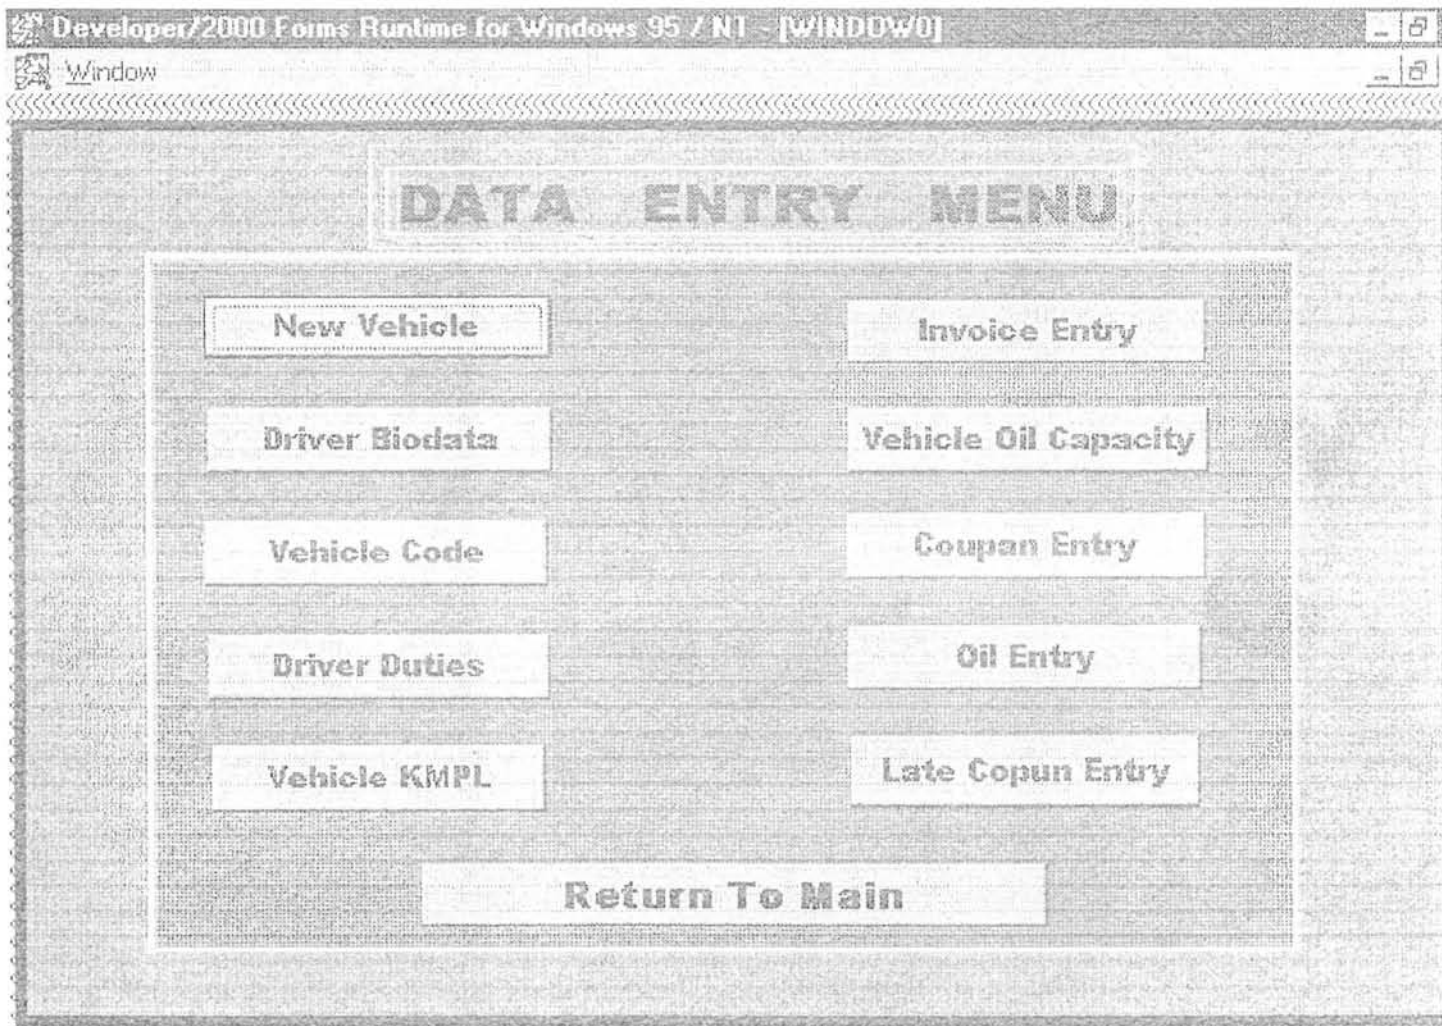 Developer/2000 Forms Runtime for Windows 95 / NT - [WINDOW0]
Window
DATA ENTRY MENU
New Vehicle
Invoice Entry
Driver Biodata
Vehicle Oil Capacity
Vehicle Code
Coupan Entry
Driver Duties
Oil Entry
Vehicle KMPL
Late Copun Entry
Return To Main